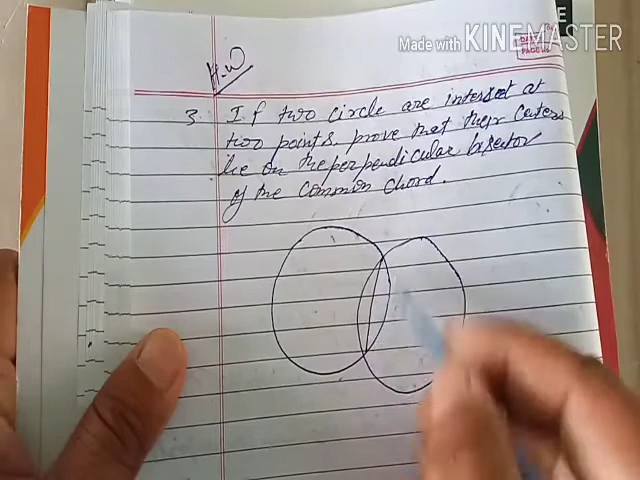 Made with KINEMASTER
H.W
3. If two circle are intersect at
two points, prove that their Centers
lie on the perpendicular bisector
of the common chord.